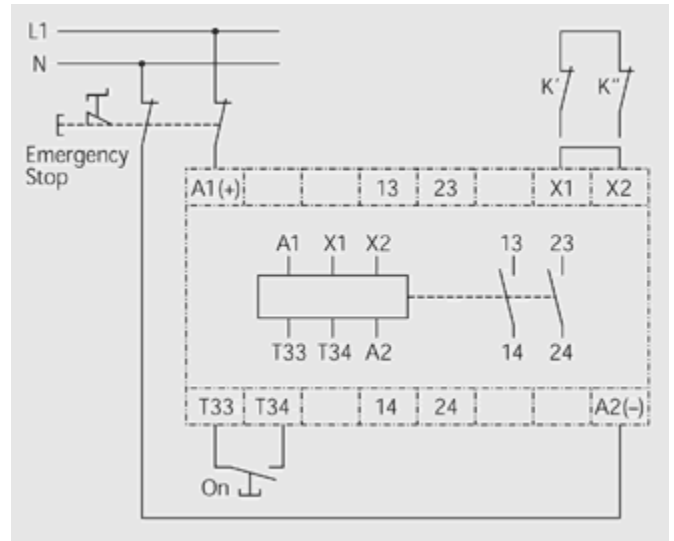 L1
N
K' K"
Emergency
Stop
A1(+) 13 23 X1 X2
A1 X1 X2 13 23
T33 T34 A2 14 24
T33 T34 14 24 A2(–)
On